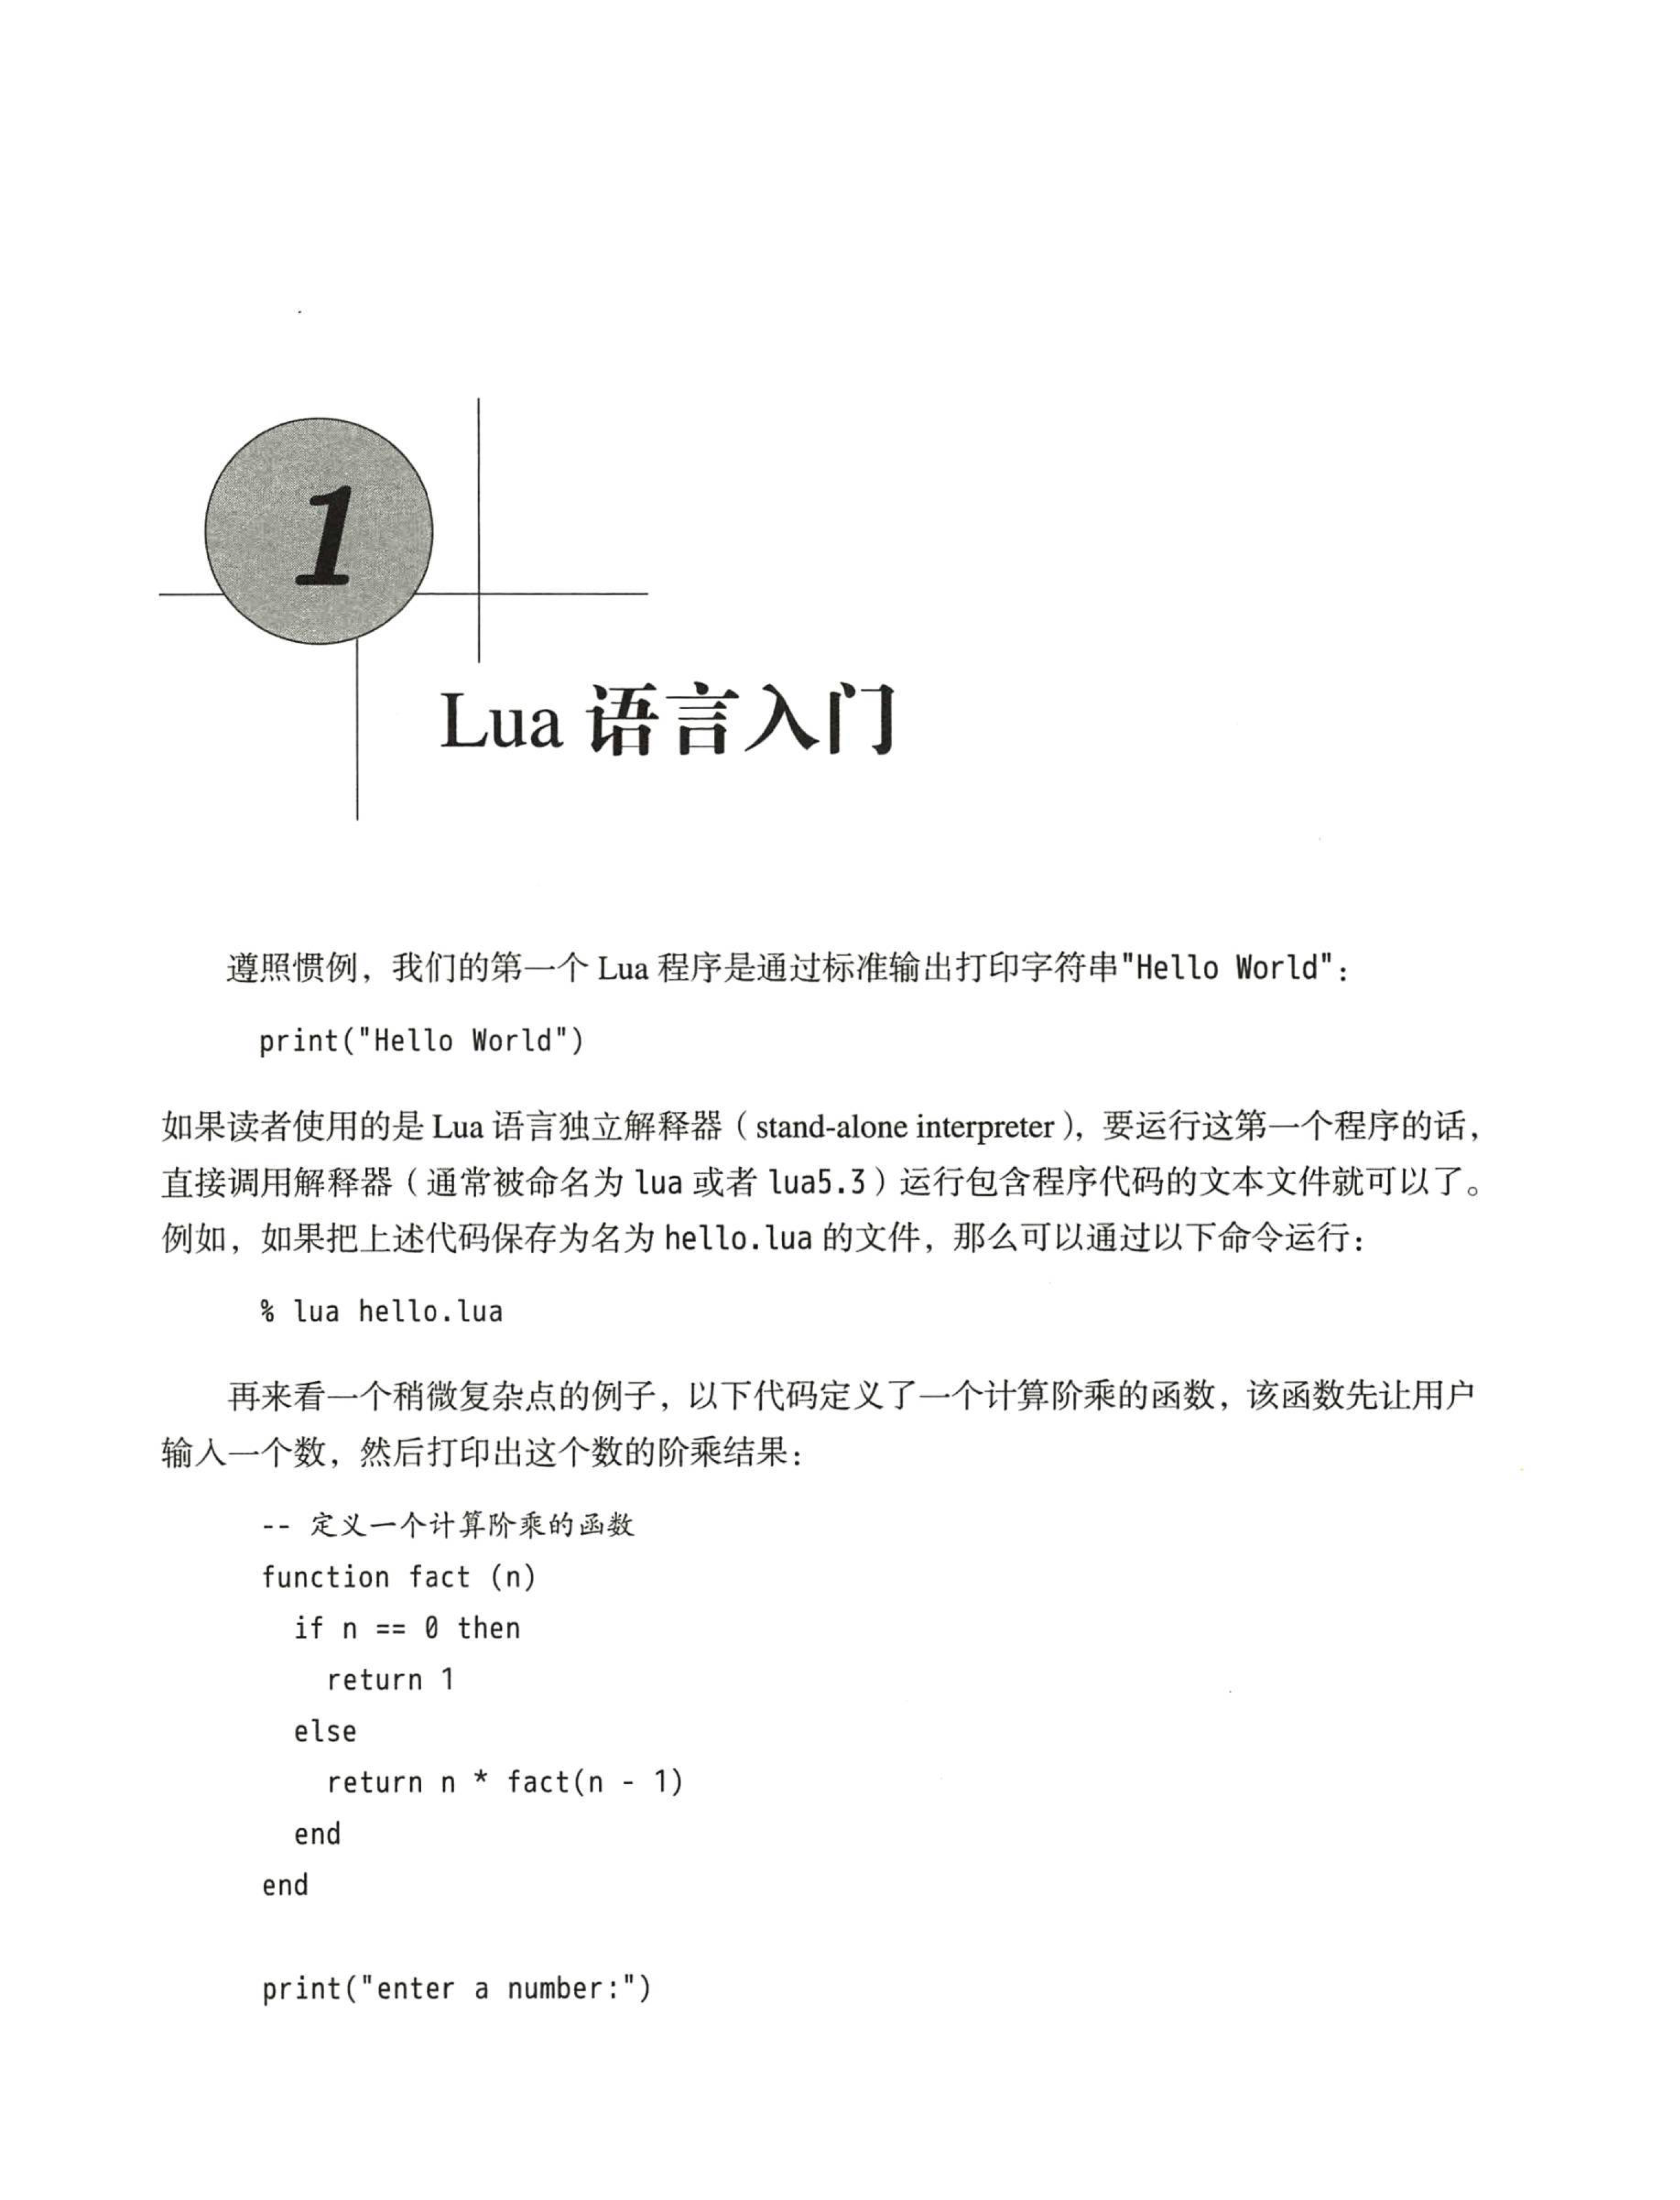 1
Lua 语言入门
遵照惯例，我们的第一个 Lua 程序是通过标准输出打印字符串"Hello World"：
print("Hello World")
如果读者使用的是 Lua 语言独立解释器（stand-alone interpreter），要运行这第一个程序的话，
直接调用解释器（通常被命名为 lua 或者 lua5.3）运行包含程序代码的文本文件就可以了。
例如，如果把上述代码保存为名为 hello.lua 的文件，那么可以通过以下命令运行：
% lua hello.lua
再来看一个稍微复杂点的例子，以下代码定义了一个计算阶乘的函数，该函数先让用户
输入一个数，然后打印出这个数的阶乘结果：
-- 定义一个计算阶乘的函数
function fact (n)
  if n == 0 then
    return 1
  else
    return n * fact(n - 1)
  end
end
print("enter a number:")